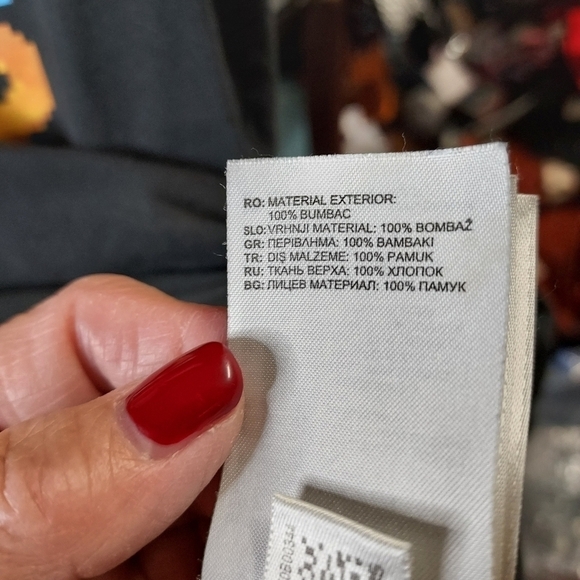 RO: MATERIAL EXTERIOR:
100% BUMBAC
SLO: VRHNJI MATERIAL: 100% BOMBAŽ
GR: ΠΕΡΙΒΛΗΜΑ: 100% ΒΑΜΒΑΚΙ
TR: DIŞ MALZEME: 100% PAMUK
RU: ТКАНЬ ВЕРХА: 100% ХЛОПОК
BG: ЛИЦЕВ МАТЕРИАЛ: 100% ПАМУК